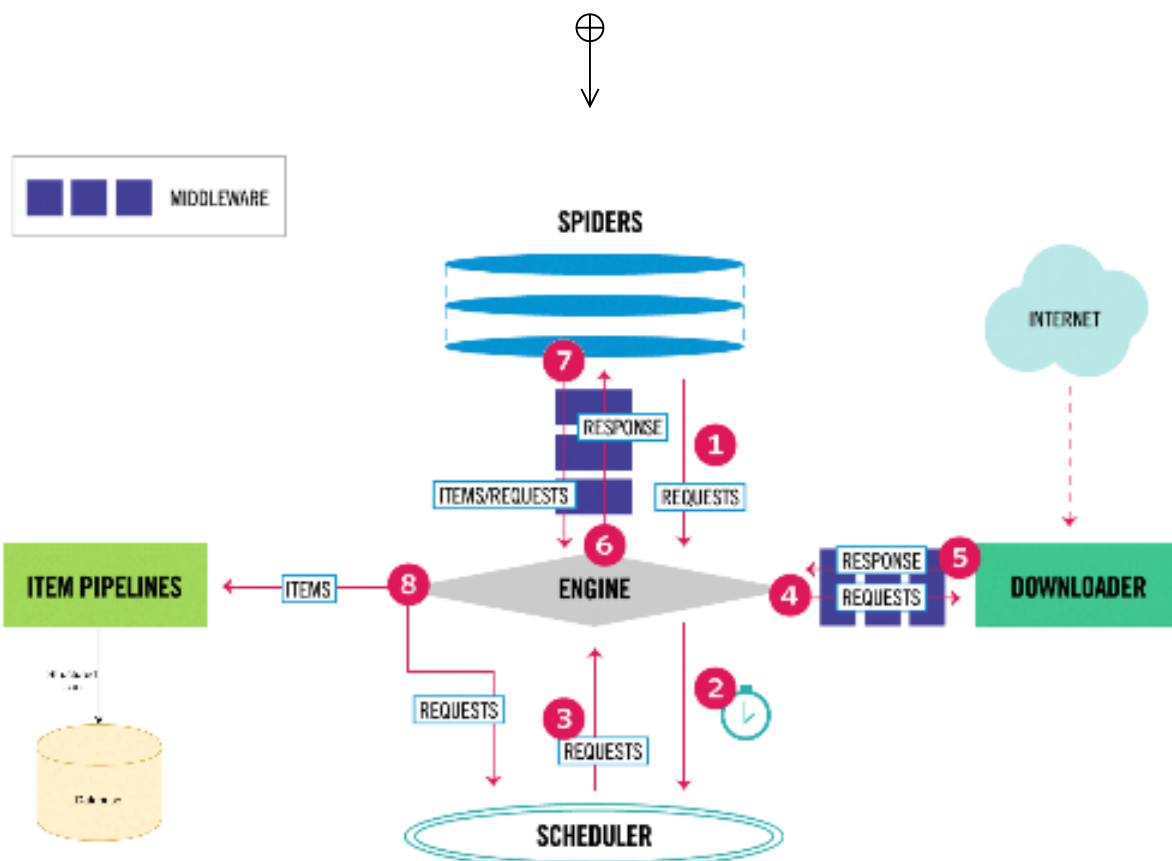 MIDDLEWARE
SPIDERS
INTERNET
7
RESPONSE
1
ITEMS/REQUESTS
REQUESTS
6
RESPONSE
5
ITEM PIPELINES
ITEMS
8
ENGINE
4
REQUESTS
DOWNLOADER
2
REQUESTS
3
REQUESTS
SCHEDULER